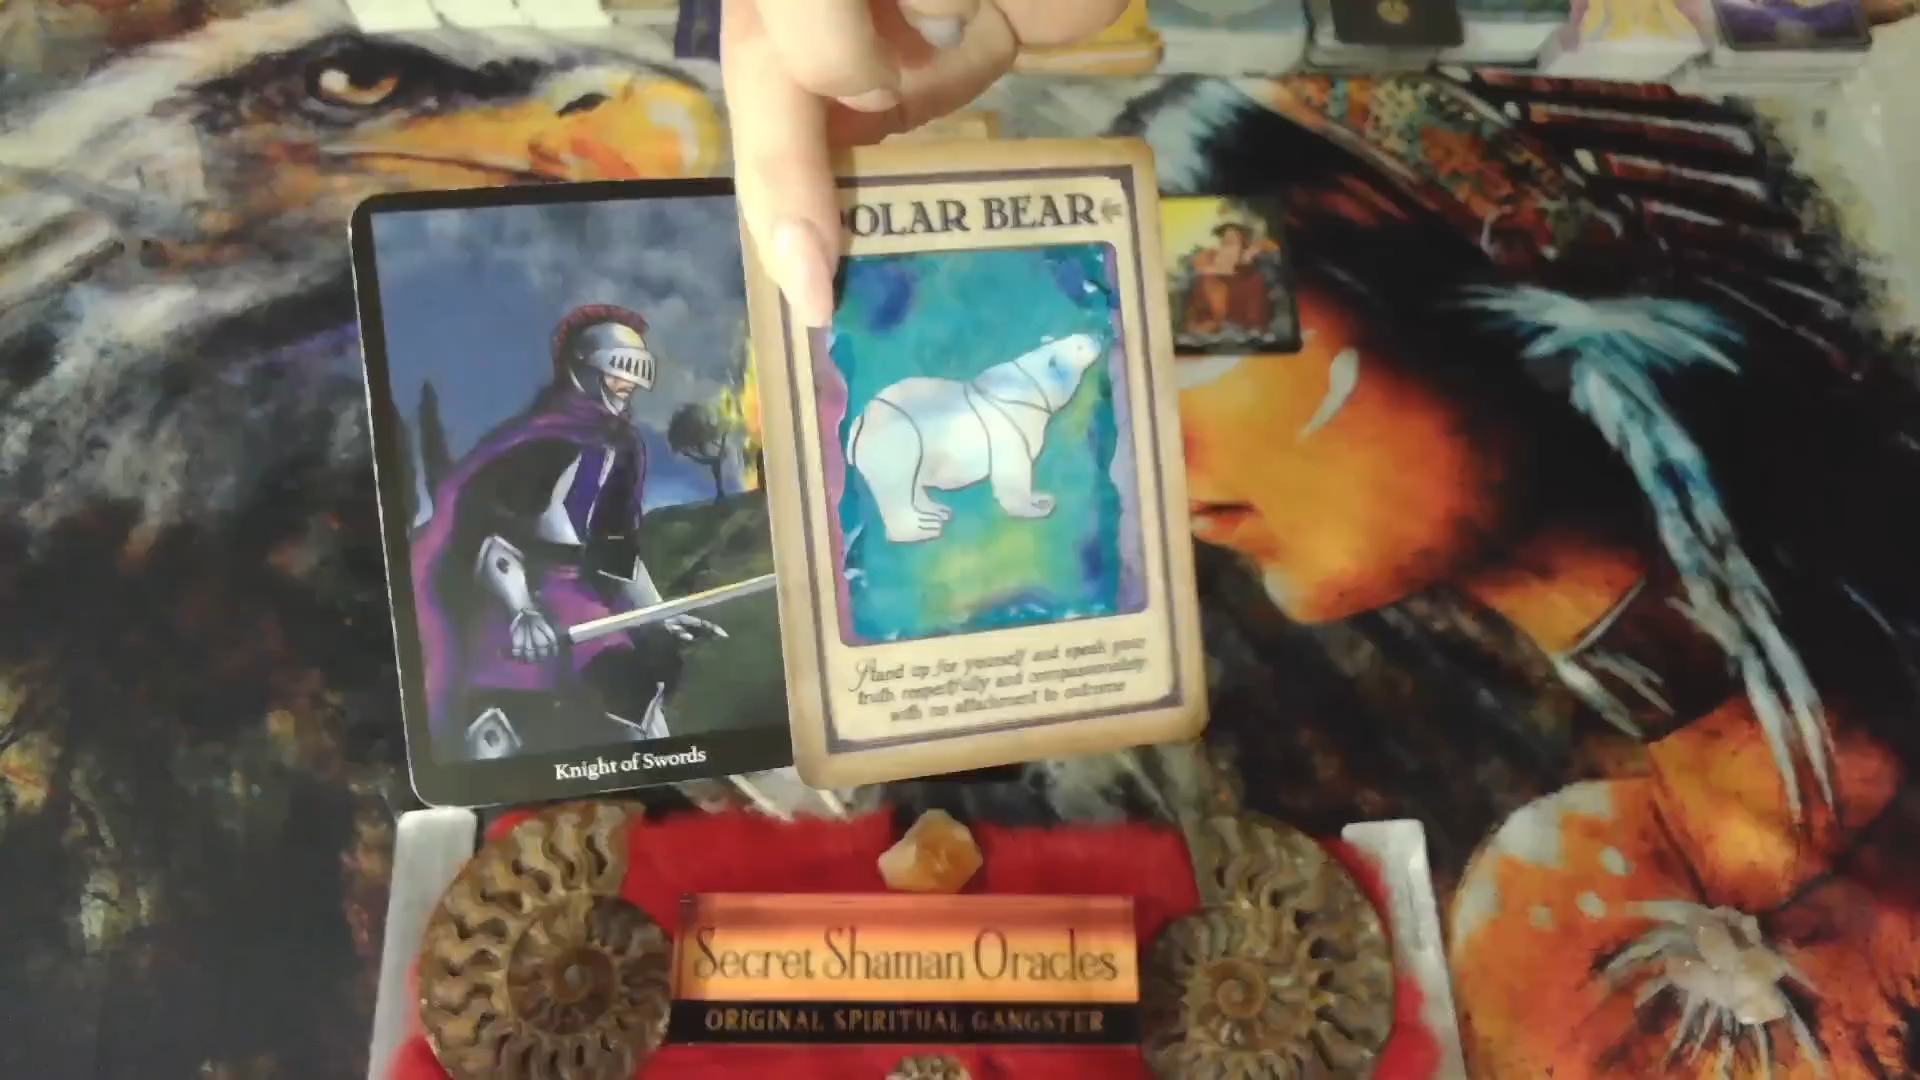 POLAR BEAR
Stand up for yourself and speak your
truth respectfully and compassionately
with no attachment to outcome
Knight of Swords
Secret Shaman Oracles
ORIGINAL SPIRITUAL GANGSTER